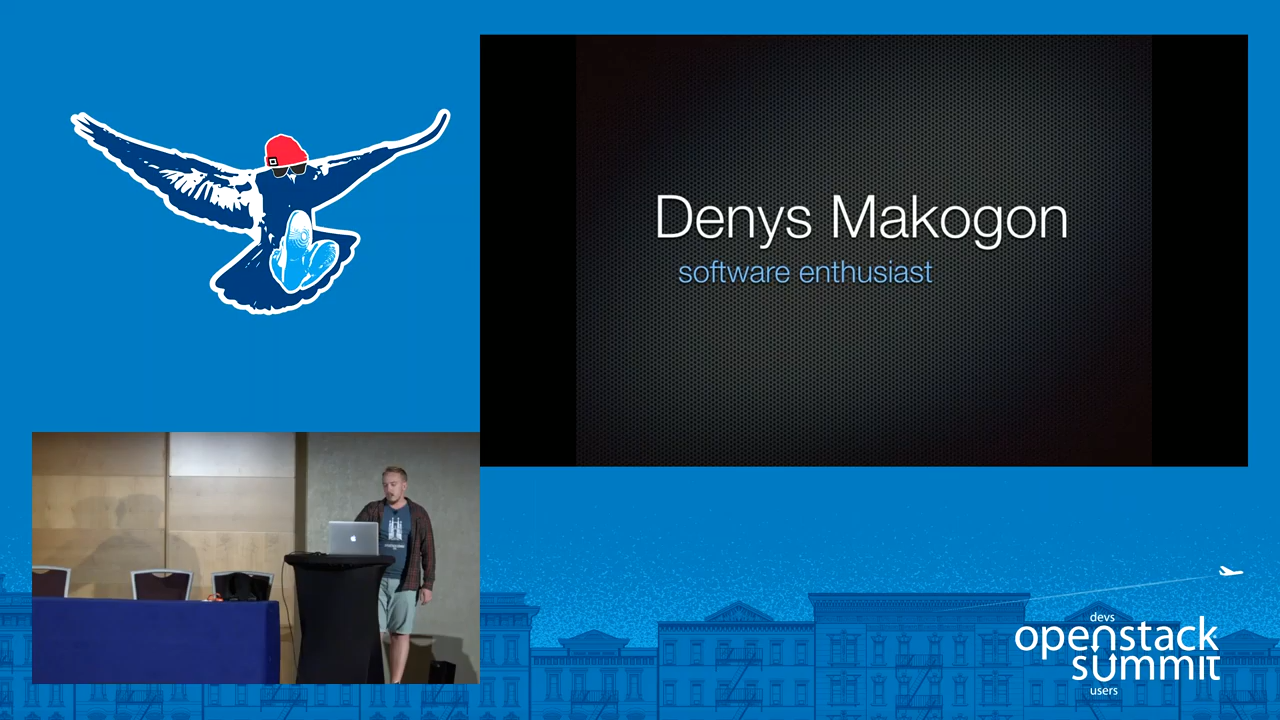 Denys Makogon
software enthusiast
devs
openstack
summit
users